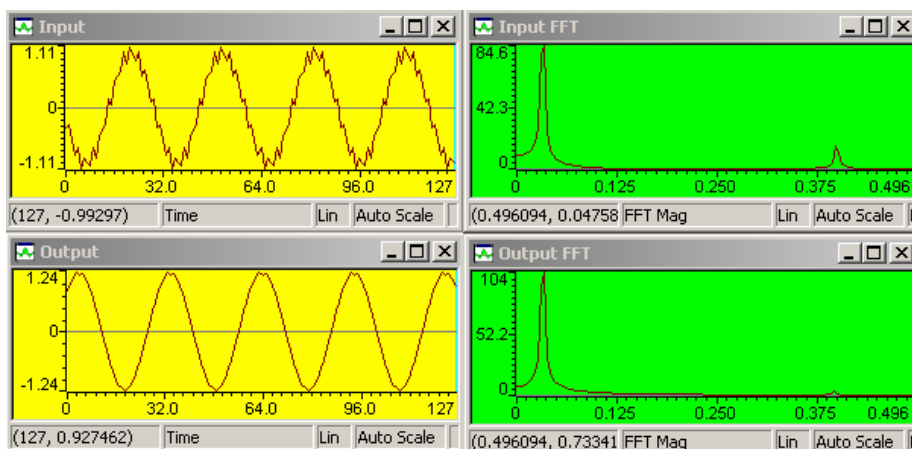 Input
1.11
0
-1.11
0 32.0 64.0 96.0 127
(127, -0.99297) Time Lin Auto Scale
Input FFT
84.6
42.3
0
0 0.125 0.250 0.375 0.496
(0.496094, 0.04758 FFT Mag Lin Auto Scale
Output
1.24
0
-1.24
0 32.0 64.0 96.0 127
(127, 0.927462) Time Lin Auto Scale
Output FFT
104
52.2
0
0 0.125 0.250 0.375 0.496
(0.496094, 0.73341 FFT Mag Lin Auto Scale